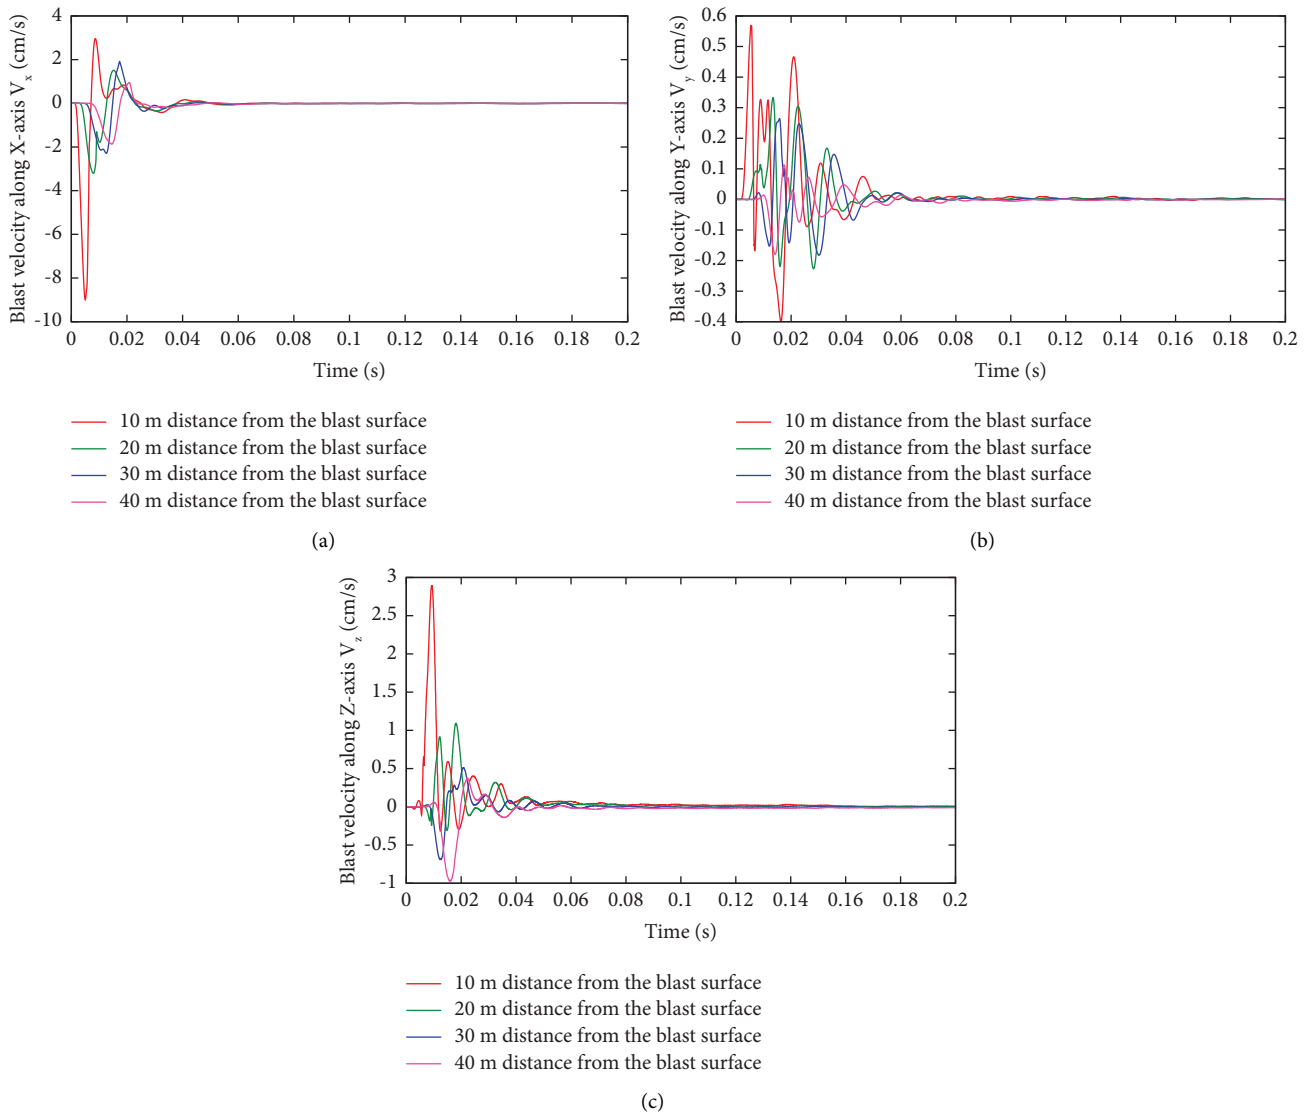 Blast velocity along X-axis Vx (cm/s)
4
2
0
-2
-4
-6
-8
-10
0 0.02 0.04 0.06 0.08 0.1 0.12 0.14 0.16 0.18 0.2
Time (s)
10 m distance from the blast surface
20 m distance from the blast surface
30 m distance from the blast surface
40 m distance from the blast surface
(a)
Blast velocity along Y-axis Vy (cm/s)
0.6
0.5
0.4
0.3
0.2
0.1
0
-0.1
-0.2
-0.3
-0.4
0 0.02 0.04 0.06 0.08 0.1 0.12 0.14 0.16 0.18 0.2
Time (s)
10 m distance from the blast surface
20 m distance from the blast surface
30 m distance from the blast surface
40 m distance from the blast surface
(b)
Blast velocity along Z-axis Vz (cm/s)
3
2.5
2
1.5
1
0.5
0
-0.5
-1
0 0.02 0.04 0.06 0.08 0.1 0.12 0.14 0.16 0.18 0.2
Time (s)
10 m distance from the blast surface
20 m distance from the blast surface
30 m distance from the blast surface
40 m distance from the blast surface
(c)